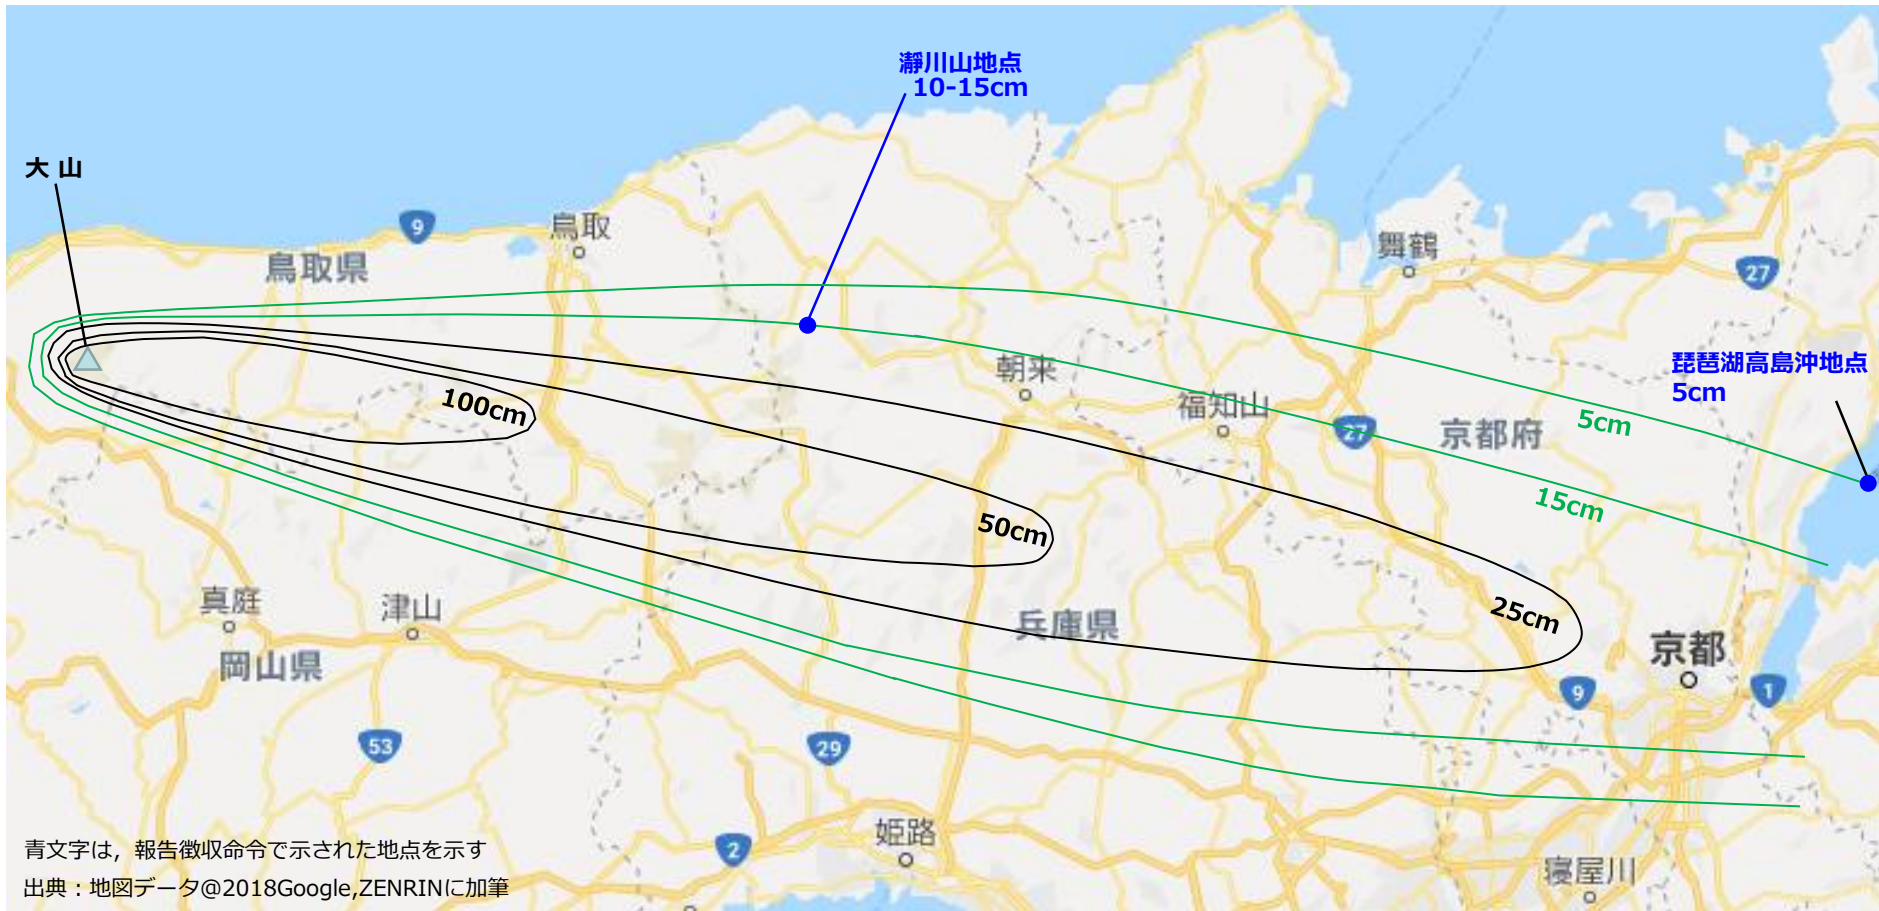 瀞川山地点
10-15cm
大 山
9
鳥取
鳥取県
舞鶴
27
琵琶湖高島沖地点
5cm
朝来
100cm
福知山
5cm
27
京都府
15cm
50cm
真庭
津山
25cm
兵庫県
京都
岡山県
9
1
53
29
姫路
2
寝屋川
青文字は，報告徴収命令で示された地点を示す
出典：地図データ@2018Google,ZENRINに加筆